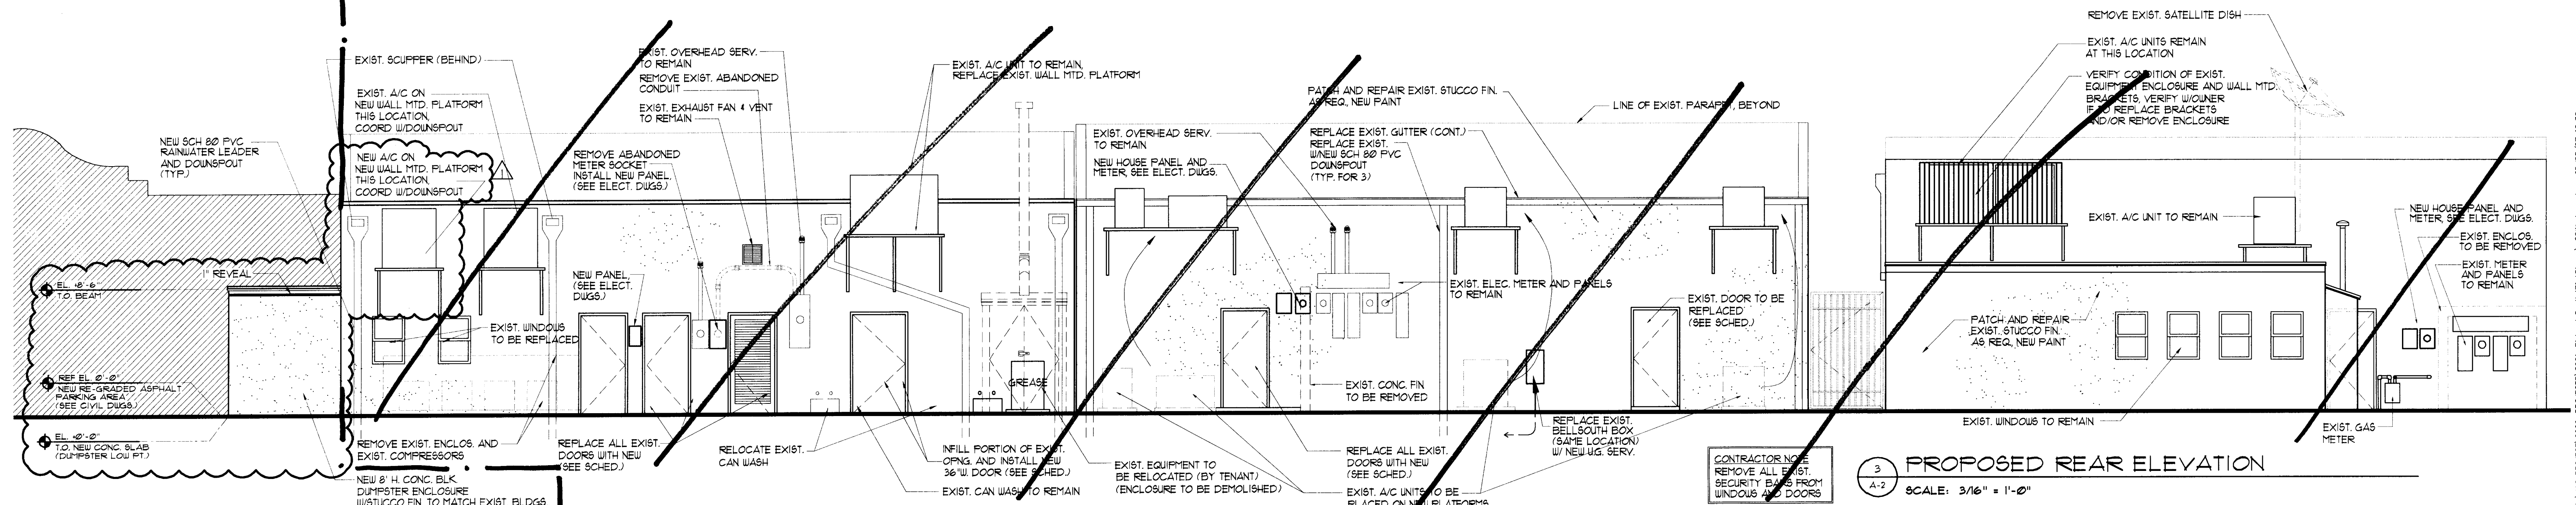 REMOVE EXIST. SATELLITE DISH
EXIST. A/C UNITS REMAIN
AT THIS LOCATION
VERIFY CONDITION OF EXIST.
EQUIPMENT ENCLOSURE AND WALL MTD.
BRACKETS, VERIFY W/OWNER
IF TO REPLACE BRACKETS
AND/OR REMOVE ENCLOSURE
EXIST. SCUPPER (BEHIND)
EXIST. A/C ON
NEW WALL MTD. PLATFORM
THIS LOCATION,
COORD W/DOWNSPOUT
NEW SCH 80 PVC
RAINWATER LEADER
AND DOWNSPOUT
(TYP.)
NEW A/C ON
NEW WALL MTD. PLATFORM
THIS LOCATION,
COORD W/DOWNSPOUT
EXIST. OVERHEAD SERV.
TO REMAIN
REMOVE EXIST. ABANDONED
CONDUIT
EXIST. EXHAUST FAN & VENT
TO REMAIN
REMOVE ABANDONED
METER SOCKET
INSTALL NEW PANEL.
(SEE ELECT. DWGS.)
EXIST. A/C UNIT TO REMAIN,
REPLACE EXIST. WALL MTD. PLATFORM
EXIST. OVERHEAD SERV.
TO REMAIN
NEW HOUSE PANEL AND
METER, SEE ELECT. DWGS.
PATCH AND REPAIR EXIST. STUCCO FIN.
AS REQ., NEW PAINT
REPLACE EXIST. GUTTER (CONT.)
REPLACE EXIST.
W/NEW SCH 80 PVC
DOWNSPOUT
(TYP. FOR 3)
LINE OF EXIST. PARAPET, BEYOND
EXIST. A/C UNIT TO REMAIN
NEW HOUSE PANEL AND
METER, SEE ELECT. DWGS.
EXIST. ENCLOS.
TO BE REMOVED
EXIST. METER
AND PANELS
TO REMAIN
1" REVEAL
EL. +8'-6"
T.O. BEAM
NEW PANEL,
(SEE ELECT.
DWGS.)
EXIST. WINDOWS
TO BE REPLACED
EXIST. ELEC. METER AND PANELS
TO REMAIN
EXIST. DOOR TO BE
REPLACED
(SEE SCHED.)
PATCH AND REPAIR
EXIST. STUCCO FIN.
AS REQ., NEW PAINT
REF EL. 0'-0"
NEW RE-GRADED ASPHALT
PARKING AREA,
(SEE CIVIL DWGS.)
GREASE
EXIST. CONC. FIN
TO BE REMOVED
EL. +0'-0"
T.O. NEW CONC. SLAB
(DUMPSTER LOW PT.)
REMOVE EXIST. ENCLOS. AND
EXIST. COMPRESSORS
NEW 8' H. CONC. BLK.
DUMPSTER ENCLOSURE
W/STUCCO FIN. TO MATCH EXIST. BLDGS
REPLACE ALL EXIST.
DOORS WITH NEW
(SEE SCHED.)
RELOCATE EXIST.
CAN WASH
INFILL PORTION OF EXIST.
OPNG. AND INSTALL NEW
36"W. DOOR (SEE SCHED.)
EXIST. CAN WASH TO REMAIN
EXIST. EQUIPMENT TO
BE RELOCATED (BY TENANT)
(ENCLOSURE TO BE DEMOLISHED)
REPLACE ALL EXIST.
DOORS WITH NEW
(SEE SCHED.)
EXIST. A/C UNITS TO BE
PLACED ON NEW PLATFORMS
REPLACE EXIST.
BELLSOUTH BOX
(SAME LOCATION)
W/ NEW U.G. SERV.
CONTRACTOR NOTE
REMOVE ALL EXIST.
SECURITY BARS FROM
WINDOWS AND DOORS
EXIST. WINDOWS TO REMAIN
EXIST. GAS
METER
3
A-2
PROPOSED REAR ELEVATION
SCALE: 3/16" = 1'-0"